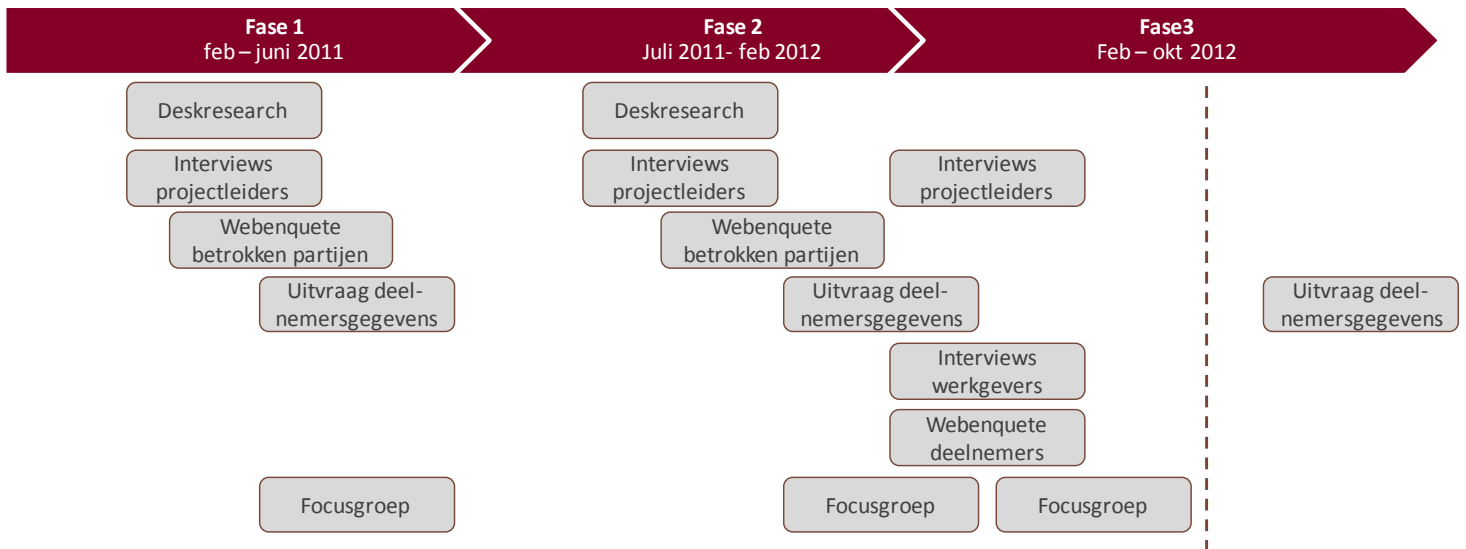 Fase 1
feb – juni 2011
Fase 2
Juli 2011- feb 2012
Fase3
Feb – okt 2012
Deskresearch
Deskresearch
Interviews
projectleiders
Interviews
projectleiders
Interviews
projectleiders
Webenquete
betrokken partijen
Webenquete
betrokken partijen
Uitvraag deel-
nemersgegevens
Uitvraag deel-
nemersgegevens
Uitvraag deel-
nemersgegevens
Interviews
werkgevers
Webenquete
deelnemers
Focusgroep
Focusgroep
Focusgroep